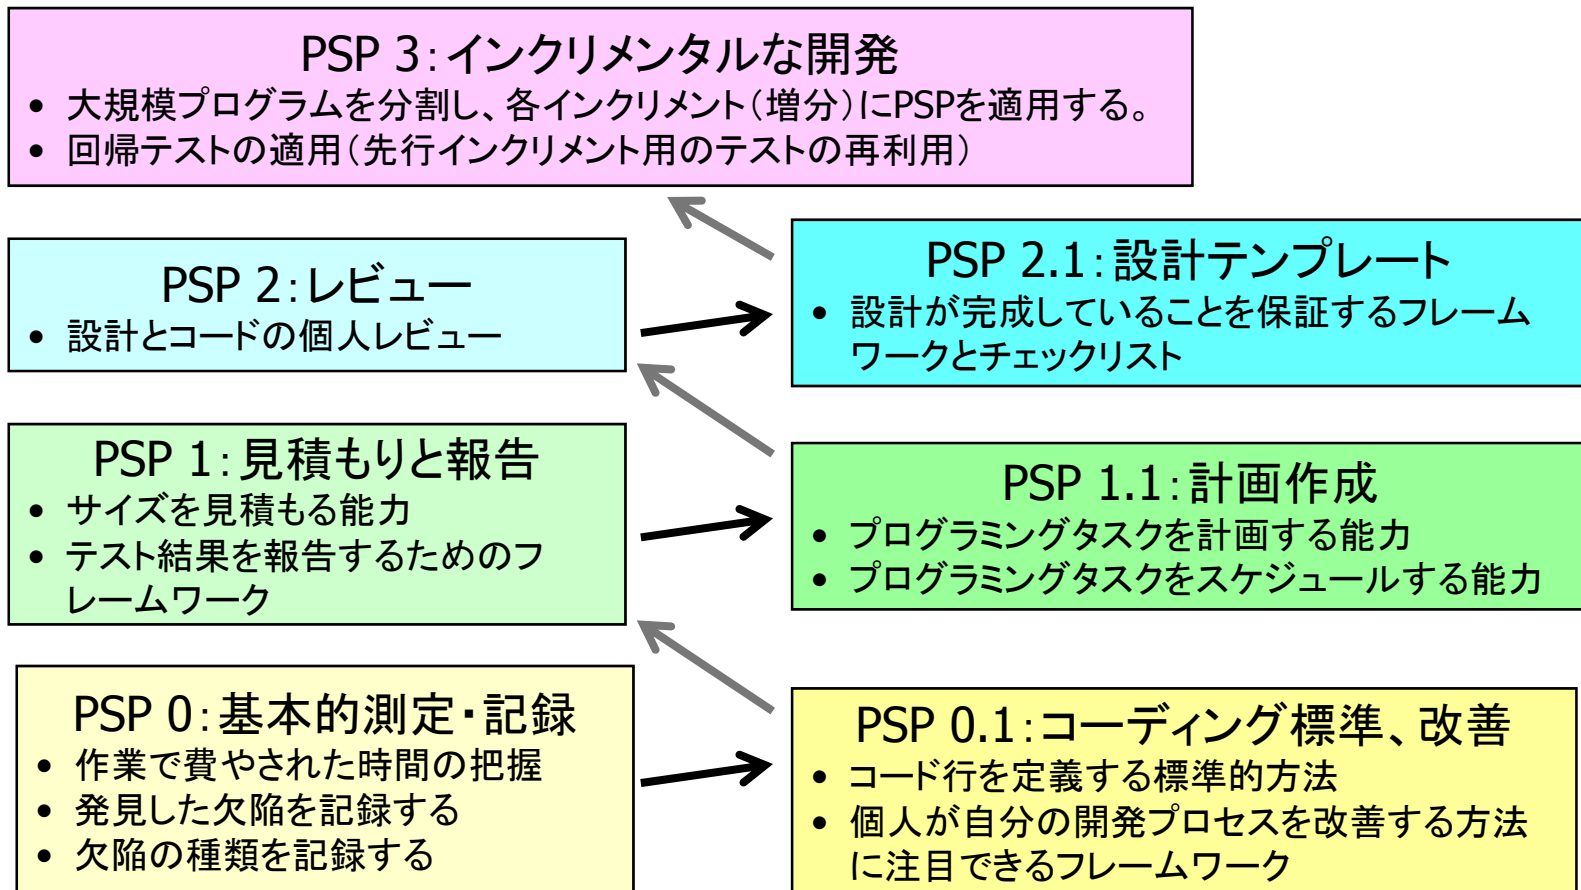 PSP 3：インクリメンタルな開発
• 大規模プログラムを分割し、各インクリメント（増分）にPSPを適用する。
• 回帰テストの適用（先行インクリメント用のテストの再利用）
PSP 2：レビュー
• 設計とコードの個人レビュー
PSP 2.1：設計テンプレート
• 設計が完成していることを保証するフレーム
ワークとチェックリスト
PSP 1：見積もりと報告
• サイズを見積もる能力
• テスト結果を報告するためのフ
レームワーク
PSP 1.1：計画作成
• プログラミングタスクを計画する能力
• プログラミングタスクをスケジュールする能力
PSP 0：基本的測定・記録
• 作業で費やされた時間の把握
• 発見した欠陥を記録する
• 欠陥の種類を記録する
PSP 0.1：コーディング標準、改善
• コード行を定義する標準的方法
• 個人が自分の開発プロセスを改善する方法
に注目できるフレームワーク